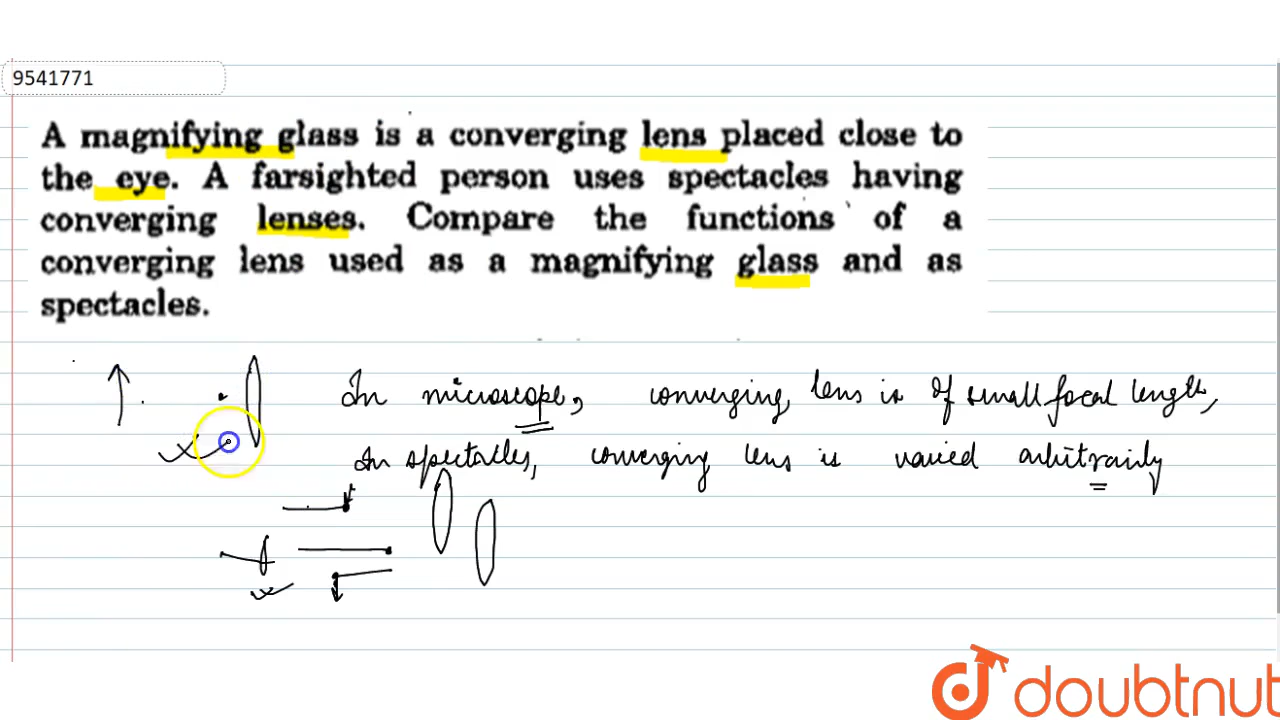 9541771
A magnifying glass is a converging lens placed close to
the eye. A farsighted person uses spectacles having
converging lenses. Compare the functions of a
converging lens used as a magnifying glass and as
spectacles.
In microscope, converging lens is of small focal length,
In spectacles, converging lens is varied arbitrarily
doubtnut